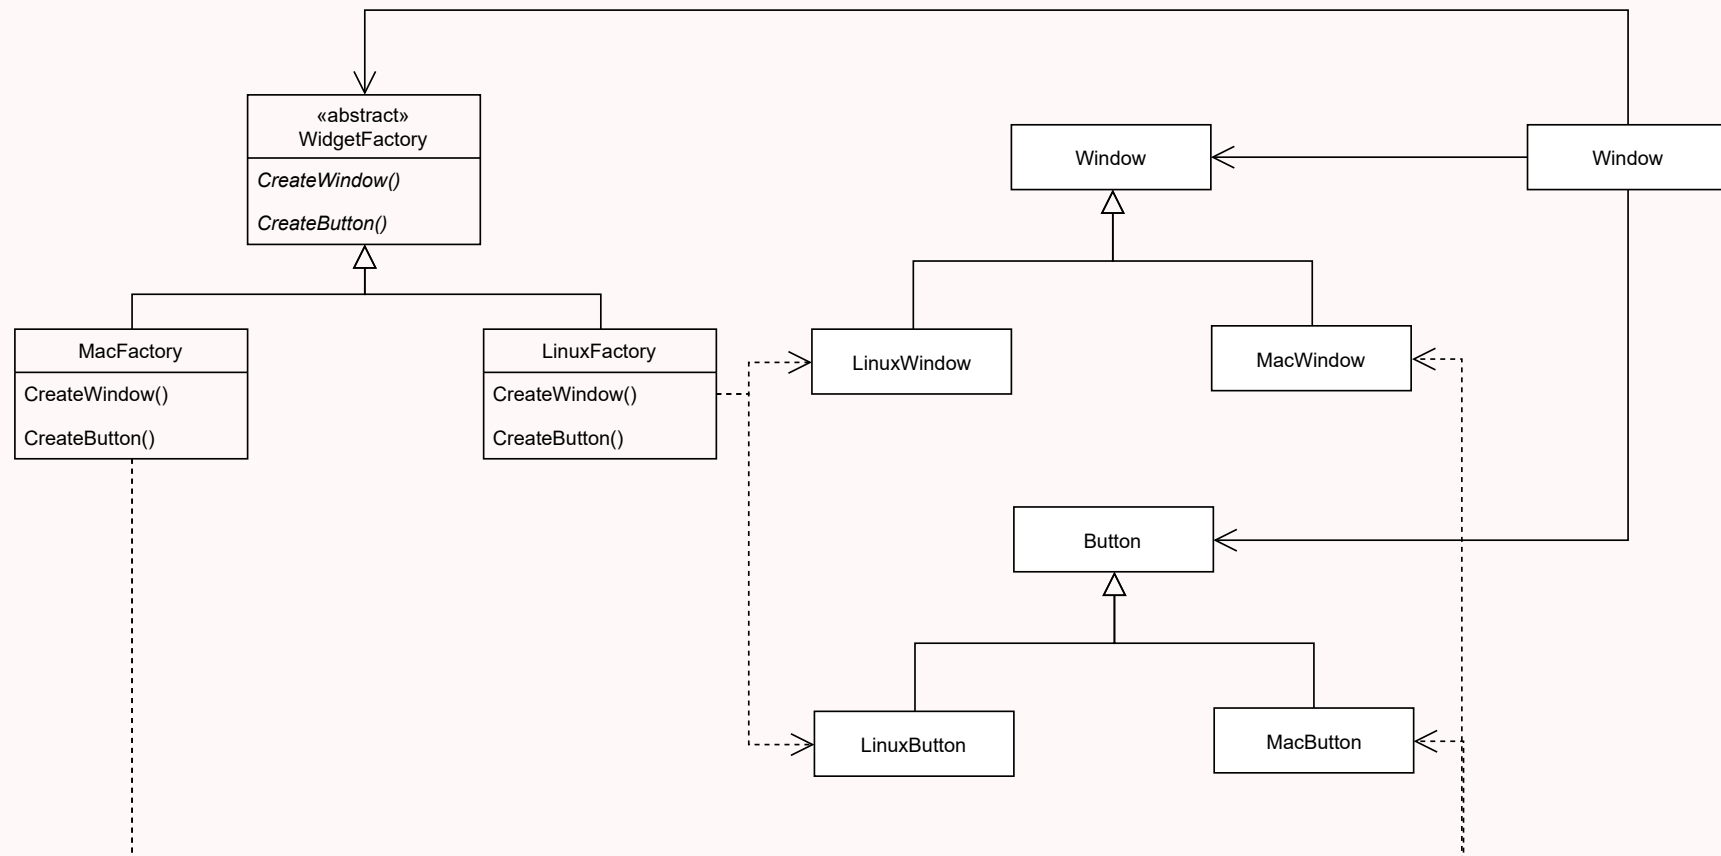 «abstract»
WidgetFactory
CreateWindow()
CreateButton()
Window
Window
MacFactory
CreateWindow()
CreateButton()
LinuxFactory
CreateWindow()
CreateButton()
LinuxWindow
MacWindow
Button
LinuxButton
MacButton